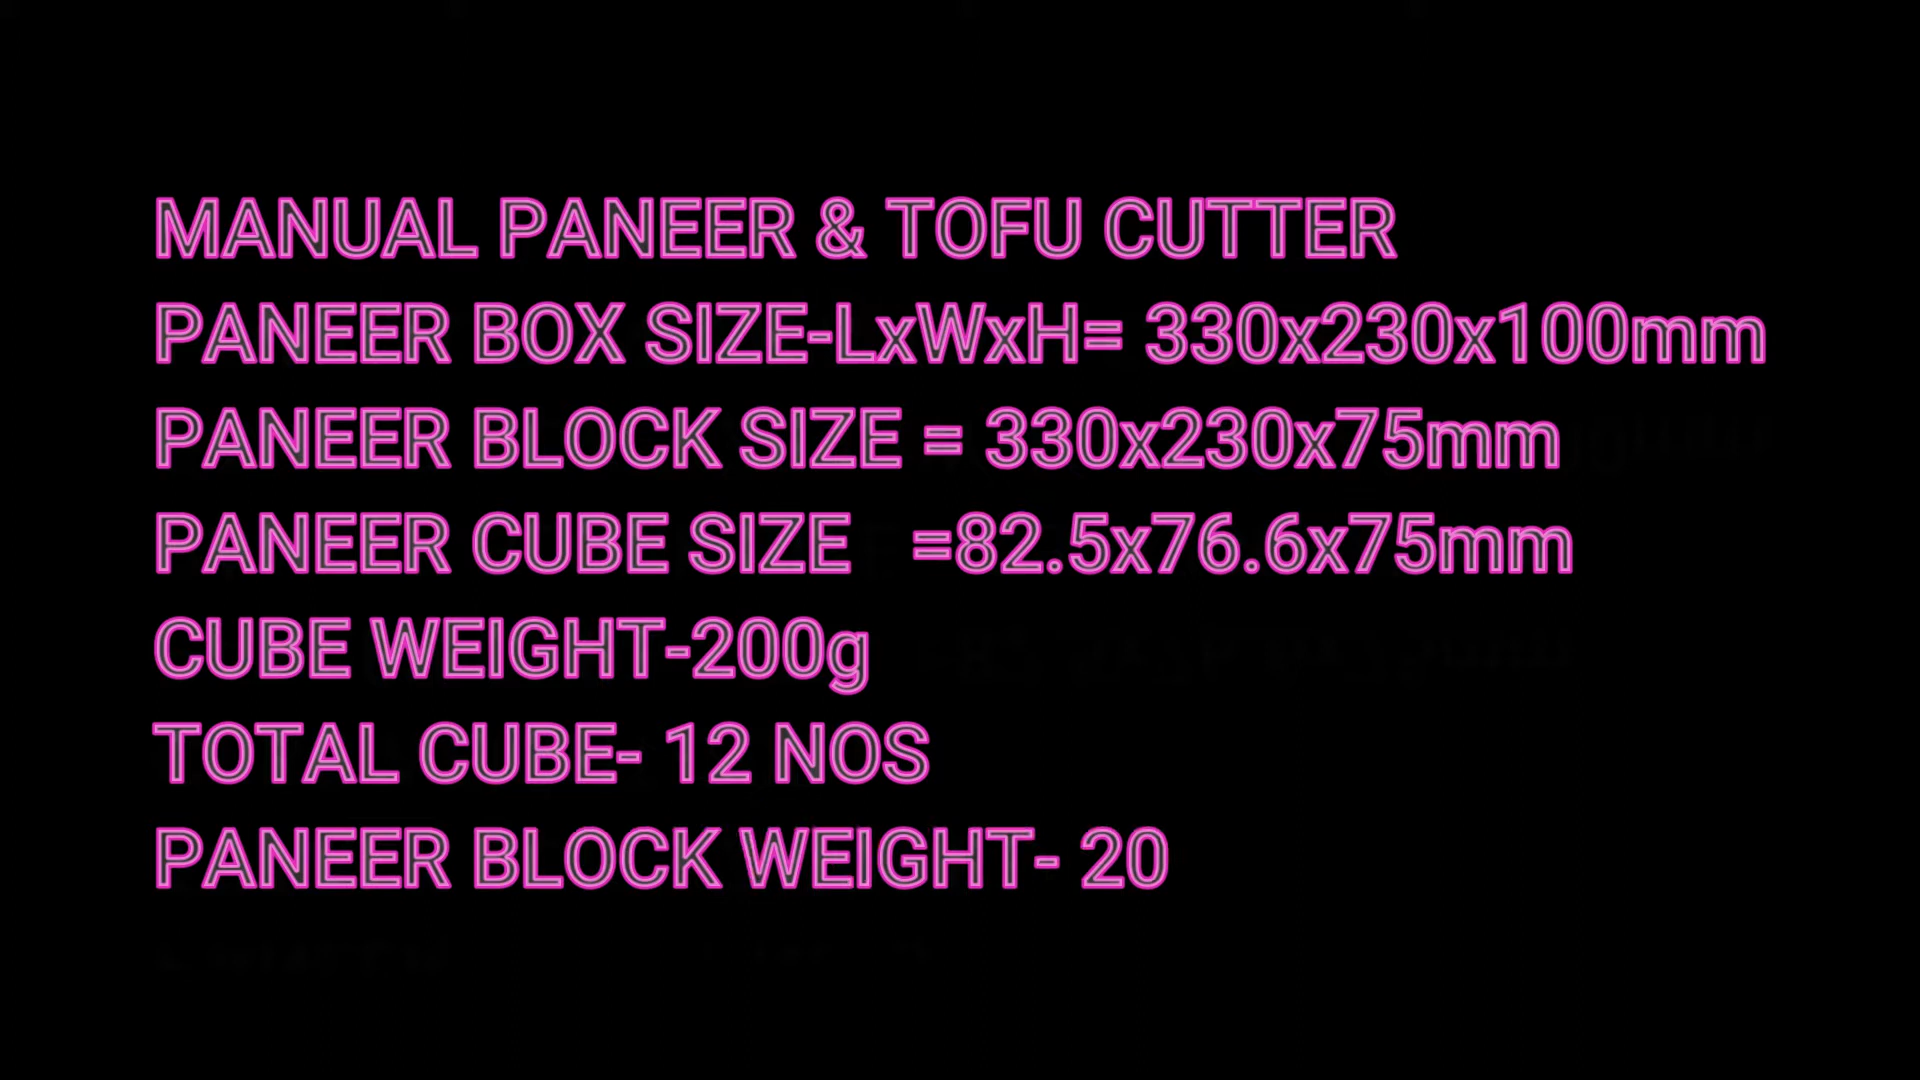 MANUAL PANEER & TOFU CUTTER
PANEER BOX SIZE-LxWxH= 330x230x100mm
PANEER BLOCK SIZE = 330x230x75mm
PANEER CUBE SIZE   =82.5x76.6x75mm
CUBE WEIGHT-200g
TOTAL CUBE- 12 NOS
PANEER BLOCK WEIGHT- 20